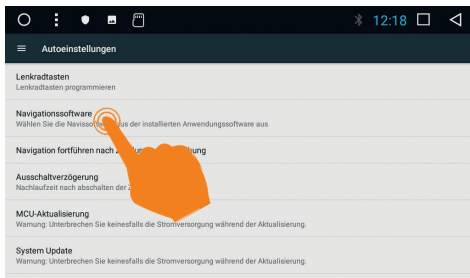 12:18
Autoeinstellungen
Lenkradtasten
Lenkradtasten programmieren
Navigationssoftware
Wählen Sie die Navisso aus der installierten Anwendungssoftware aus
Navigation fortführen nach
Ausschaltverzögerung
Nachlaufzeit nach abschalten der
MCU-Aktualisierung
Warnung: Unterbrechen Sie keinesfalls die Stromversorgung während der Aktualisierung.
System Update
Warnung: Unterbrechen Sie keinesfalls die Stromversorgung während der Aktualisierung.